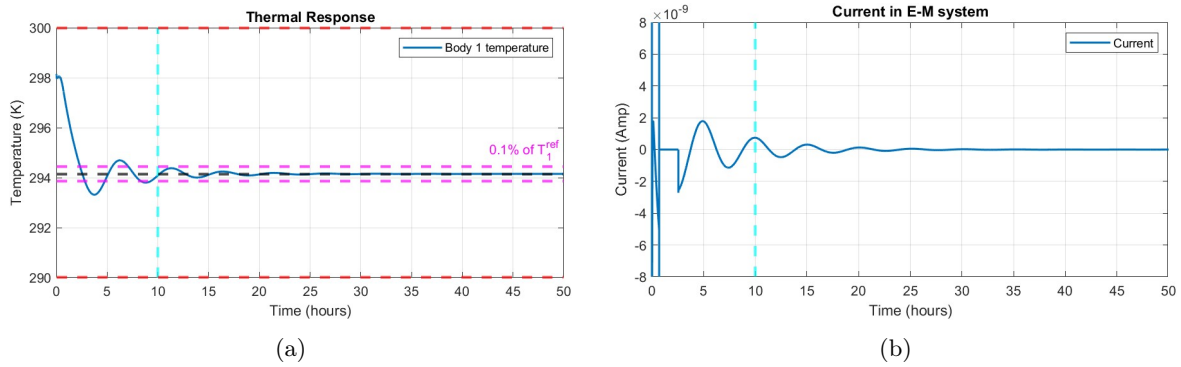 Thermal Response
300
298
296
294
292
290
Temperature (K)
Body 1 temperature
0.1% of T₁ʳᵉᶠ
0 5 10 15 20 25 30 35 40 45 50
Time (hours)
(a)
Current in E-M system
×10⁻⁹
8
6
4
2
0
-2
-4
-6
-8
Current (Amp)
Current
0 5 10 15 20 25 30 35 40 45 50
Time (hours)
(b)